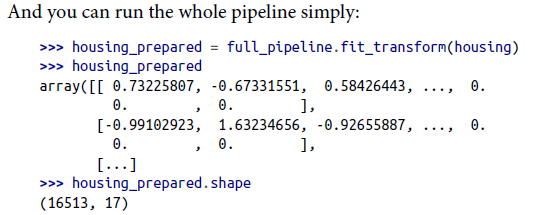 And you can run the whole pipeline simply:
>>> housing_prepared = full_pipeline.fit_transform(housing)
>>> housing_prepared
array([[ 0.73225807, -0.67331551,  0.58426443, ...,  0.
         0.        ,  0.        ],
       [-0.99102923,  1.63234656, -0.92655887, ...,  0.
         0.        ,  0.        ],
       [...]
>>> housing_prepared.shape
(16513, 17)